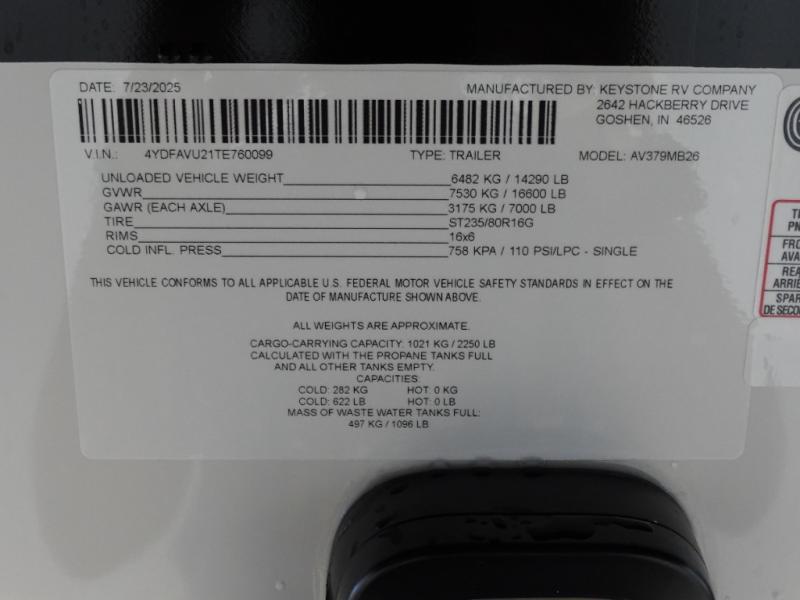 DATE: 7/23/2025
MANUFACTURED BY: KEYSTONE RV COMPANY
2642 HACKBERRY DRIVE
GOSHEN, IN 46526
V.I.N.: 4YDFAVU21TE760099 TYPE: TRAILER MODEL: AV379MB26
UNLOADED VEHICLE WEIGHT 6482 KG / 14290 LB
GVWR 7530 KG / 16600 LB
GAWR (EACH AXLE) 3175 KG / 7000 LB
TIRE ST235/80R16G
RIMS 16x6
COLD INFL. PRESS 758 KPA / 110 PSI/LPC - SINGLE
THIS VEHICLE CONFORMS TO ALL APPLICABLE U.S. FEDERAL MOTOR VEHICLE SAFETY STANDARDS IN EFFECT ON THE
DATE OF MANUFACTURE SHOWN ABOVE.
ALL WEIGHTS ARE APPROXIMATE.
CARGO-CARRYING CAPACITY: 1021 KG / 2250 LB
CALCULATED WITH THE PROPANE TANKS FULL
AND ALL OTHER TANKS EMPTY.
CAPACITIES:
COLD: 282 KG HOT: 0 KG
COLD: 622 LB HOT: 0 LB
MASS OF WASTE WATER TANKS FULL:
497 KG / 1096 LB